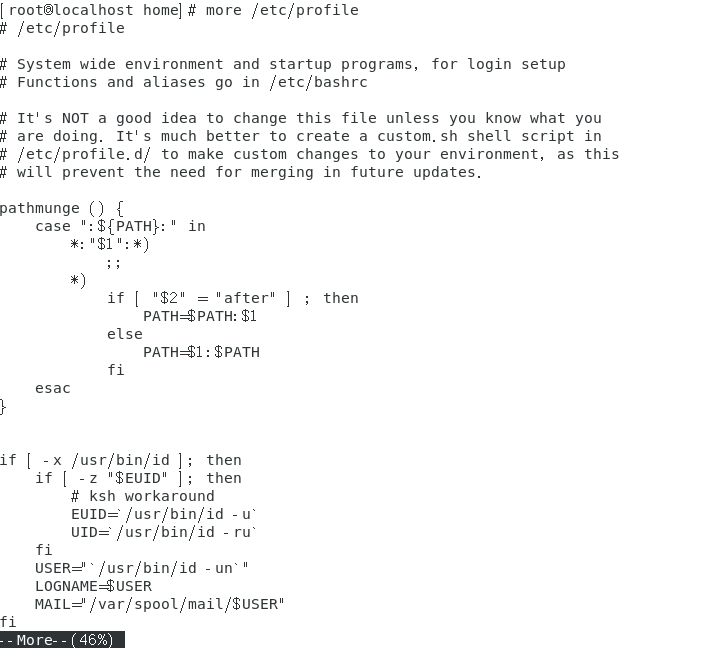 [root@localhost home]# more /etc/profile
# /etc/profile

# System wide environment and startup programs, for login setup
# Functions and aliases go in /etc/bashrc

# It's NOT a good idea to change this file unless you know what you
# are doing. It's much better to create a custom.sh shell script in
# /etc/profile.d/ to make custom changes to your environment, as this
# will prevent the need for merging in future updates.

pathmunge () {
    case ":${PATH}:" in
        *:"$1":*)
            ;;
        *)
            if [ "$2" = "after" ] ; then
                PATH=$PATH:$1
            else
                PATH=$1:$PATH
            fi
    esac
}


if [ -x /usr/bin/id ]; then
    if [ -z "$EUID" ]; then
        # ksh workaround
        EUID=`/usr/bin/id -u`
        UID=`/usr/bin/id -ru`
    fi
    USER="`/usr/bin/id -un`"
    LOGNAME=$USER
    MAIL="/var/spool/mail/$USER"
fi
--More--(46%)